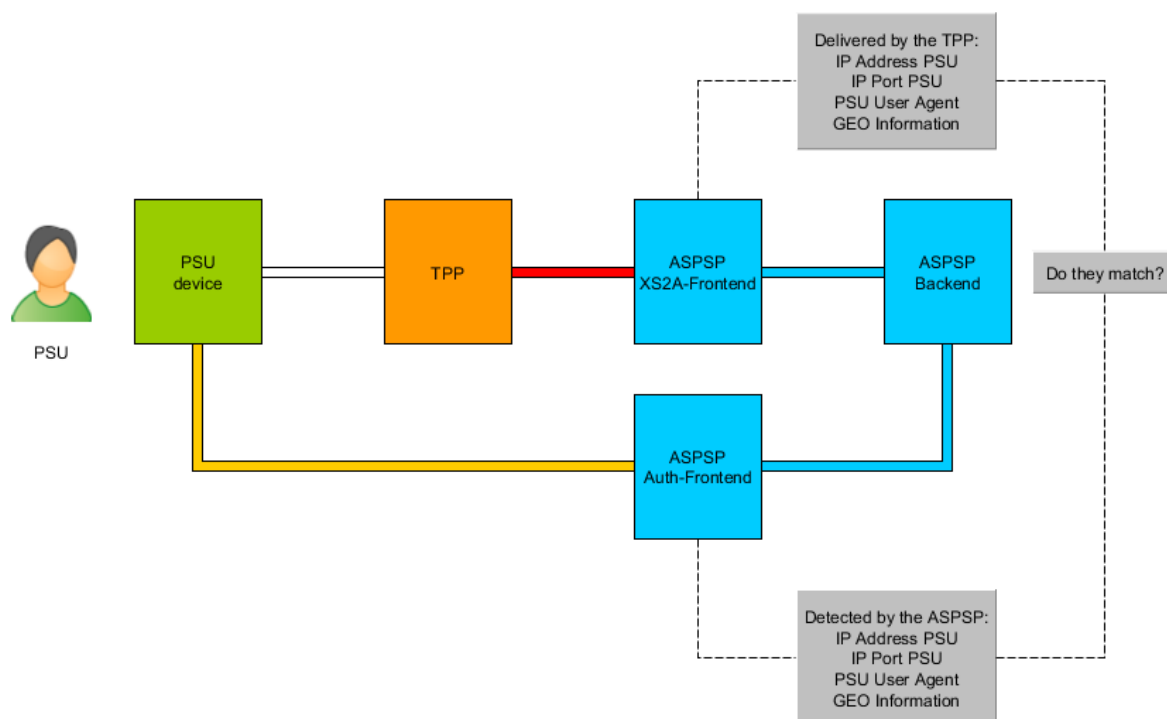 Delivered by the TPP:
IP Address PSU
IP Port PSU
PSU User Agent
GEO Information
PSU
device
TPP
ASPSP
XS2A-Frontend
ASPSP
Backend
Do they match?
PSU
ASPSP
Auth-Frontend
Detected by the ASPSP:
IP Address PSU
IP Port PSU
PSU User Agent
GEO Information